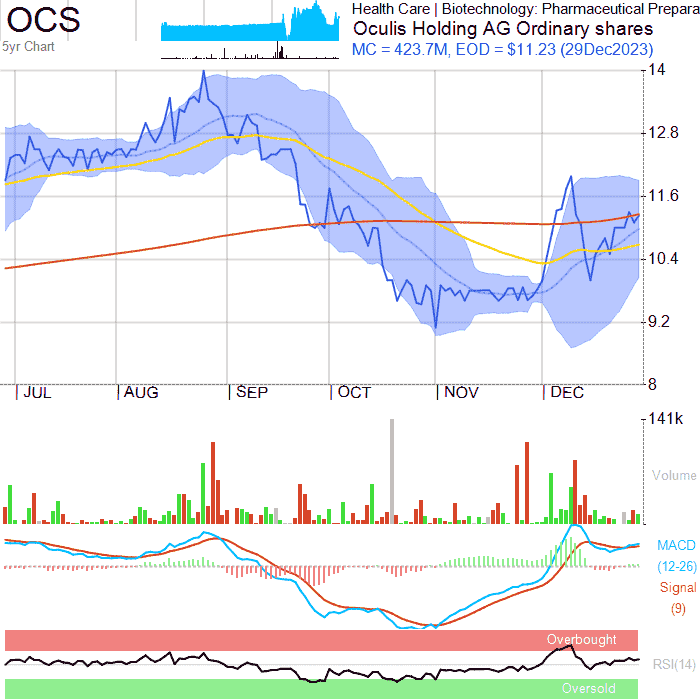 OCS
5yr Chart
Health Care | Biotechnology: Pharmaceutical Prepara
Oculis Holding AG Ordinary shares
MC = 423.7M, EOD = $11.23 (29Dec2023)
14
12.8
11.6
10.4
9.2
8
JUL AUG SEP OCT NOV DEC
141k
Volume
MACD
(12-26)
Signal
(9)
Overbought
RSI(14)
Oversold